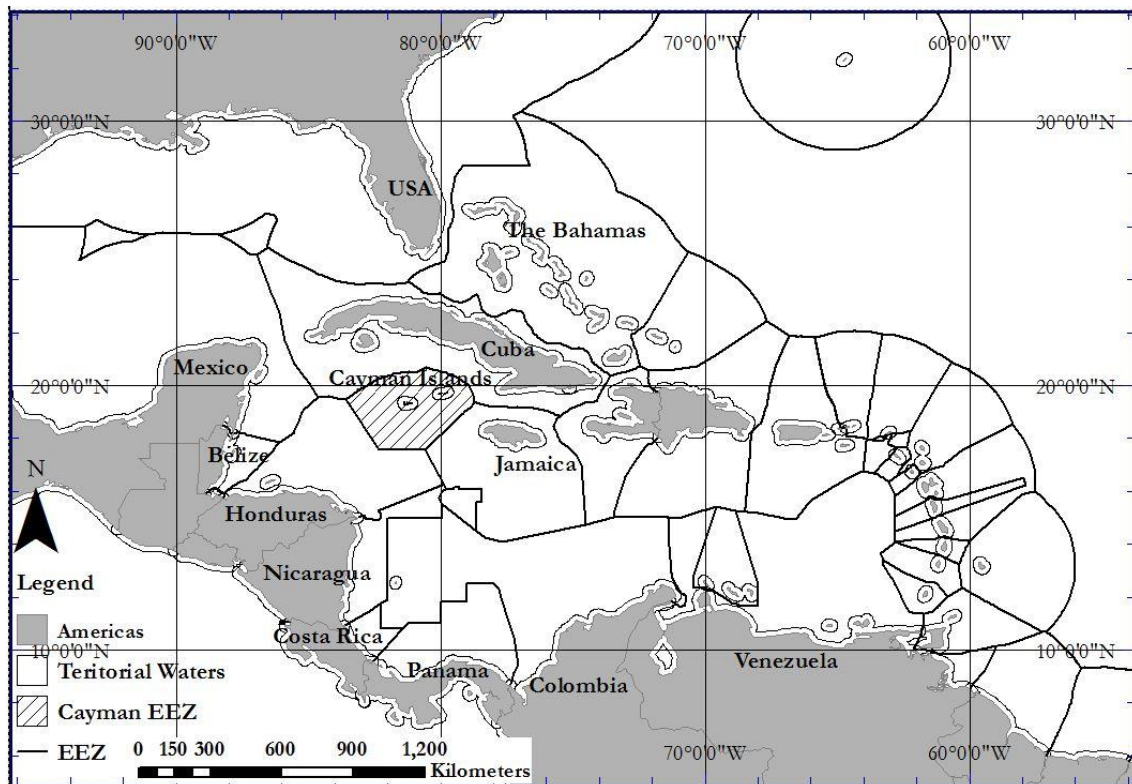 90°0'0"W 80°0'0"W 70°0'0"W 60°0'0"W
30°0'0"N 30°0'0"N
USA
The Bahamas
Cuba
Mexico
20°0'0"N Cayman Islands 20°0'0"N
Belize
Jamaica
N
Honduras
Nicaragua
Legend
Americas
Costa Rica
10°0'0"N 10°0'0"N
Teritorial Waters
Panama
Venezuela
Colombia
Cayman EEZ
EEZ
0 150 300 600 900 1,200
Kilometers
70°0'0"W 60°0'0"W